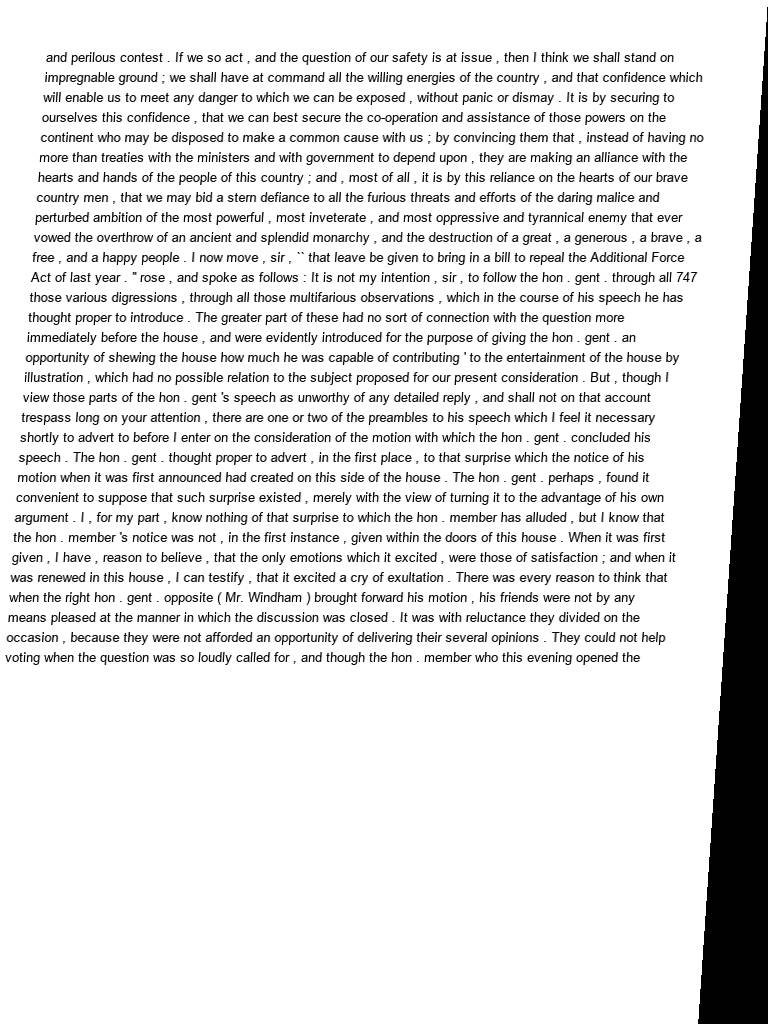 and perilous contest . If we so act , and the question of our safety is at issue , then I think we shall stand on
impregnable ground ; we shall have at command all the willing energies of the country , and that confidence which
will enable us to meet any danger to which we can be exposed , without panic or dismay . It is by securing to
ourselves this confidence , that we can best secure the co-operation and assistance of those powers on the
continent who may be disposed to make a common cause with us ; by convincing them that , instead of having no
more than treaties with the ministers and with government to depend upon , they are making an alliance with the
hearts and hands of the people of this country ; and , most of all , it is by this reliance on the hearts of our brave
country men , that we may bid a stern defiance to all the furious threats and efforts of the daring malice and
perturbed ambition of the most powerful , most inveterate , and most oppressive and tyrannical enemy that ever
vowed the overthrow of an ancient and splendid monarchy , and the destruction of a great , a generous , a brave , a
free , and a happy people . I now move , sir , `` that leave be given to bring in a bill to repeal the Additional Force
Act of last year . '' rose , and spoke as follows : It is not my intention , sir , to follow the hon . gent . through all 747
those various digressions , through all those multifarious observations , which in the course of his speech he has
thought proper to introduce . The greater part of these had no sort of connection with the question more
immediately before the house , and were evidently introduced for the purpose of giving the hon . gent . an
opportunity of shewing the house how much he was capable of contributing ' to the entertainment of the house by
illustration , which had no possible relation to the subject proposed for our present consideration . But , though I
view those parts of the hon . gent 's speech as unworthy of any detailed reply , and shall not on that account
trespass long on your attention , there are one or two of the preambles to his speech which I feel it necessary
shortly to advert to before I enter on the consideration of the motion with which the hon . gent . concluded his
speech . The hon . gent . thought proper to advert , in the first place , to that surprise which the notice of his
motion when it was first announced had created on this side of the house . The hon . gent . perhaps , found it
convenient to suppose that such surprise existed , merely with the view of turning it to the advantage of his own
argument . I , for my part , know nothing of that surprise to which the hon . member has alluded , but I know that
the hon . member 's notice was not , in the first instance , given within the doors of this house . When it was first
given , I have , reason to believe , that the only emotions which it excited , were those of satisfaction ; and when it
was renewed in this house , I can testify , that it excited a cry of exultation . There was every reason to think that
when the right hon . gent . opposite ( Mr. Windham ) brought forward his motion , his friends were not by any
means pleased at the manner in which the discussion was closed . It was with reluctance they divided on the
occasion , because they were not afforded an opportunity of delivering their several opinions . They could not help
voting when the question was so loudly called for , and though the hon . member who this evening opened the